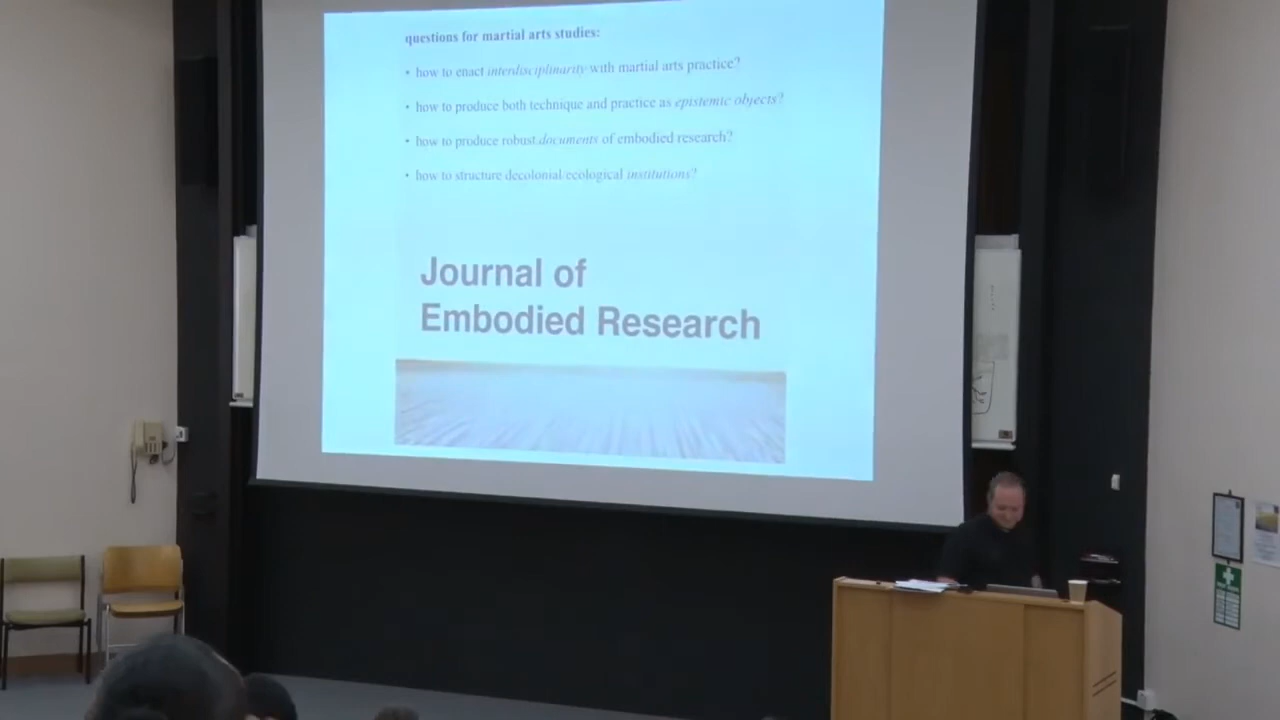 questions for martial arts studies:
• how to enact interdisciplinarity with martial arts practice?
• how to produce both technique and practice as epistemic objects?
• how to produce robust documents of embodied research?
• how to structure decolonial/ecological institutions?
Journal of
Embodied Research